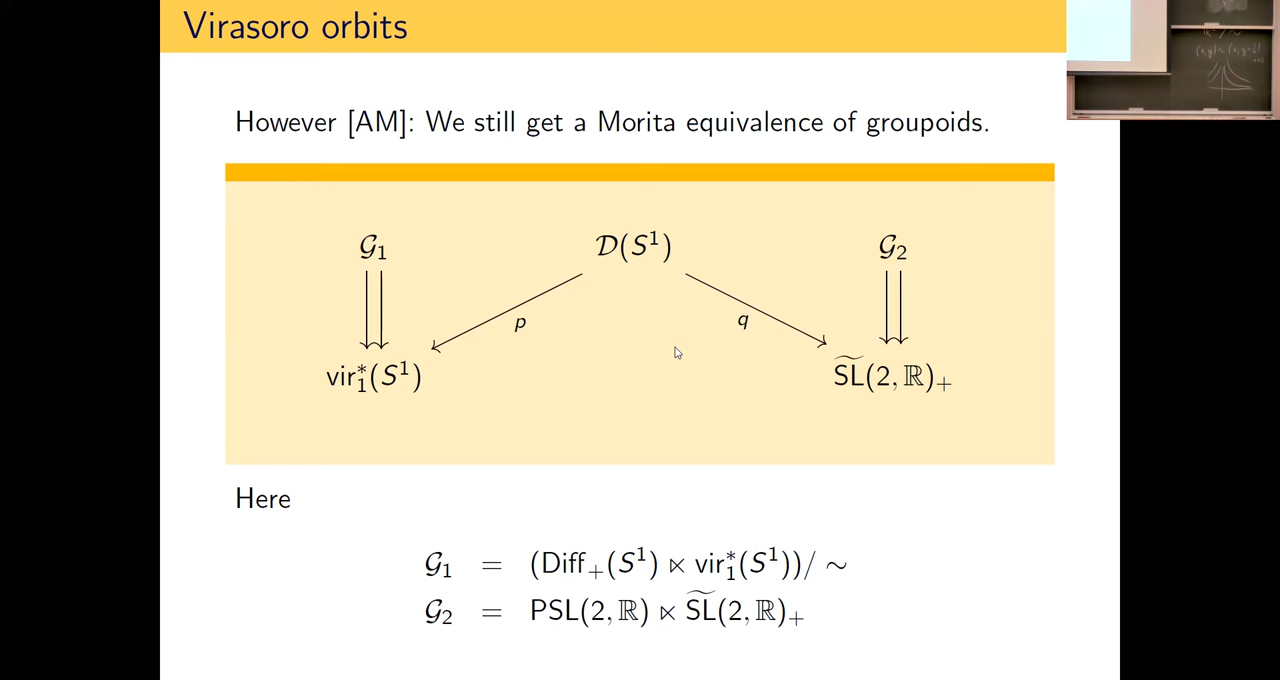 Virasoro orbits
However [AM]: We still get a Morita equivalence of groupoids.
𝒢₁ 𝒟(S¹) 𝒢₂
p q
vir₁*(S¹) S̃L(2, ℝ)₊
Here
𝒢₁ = (Diff₊(S¹) ⋉ vir₁*(S¹))/ ∼
𝒢₂ = PSL(2, ℝ) ⋉ S̃L(2, ℝ)₊